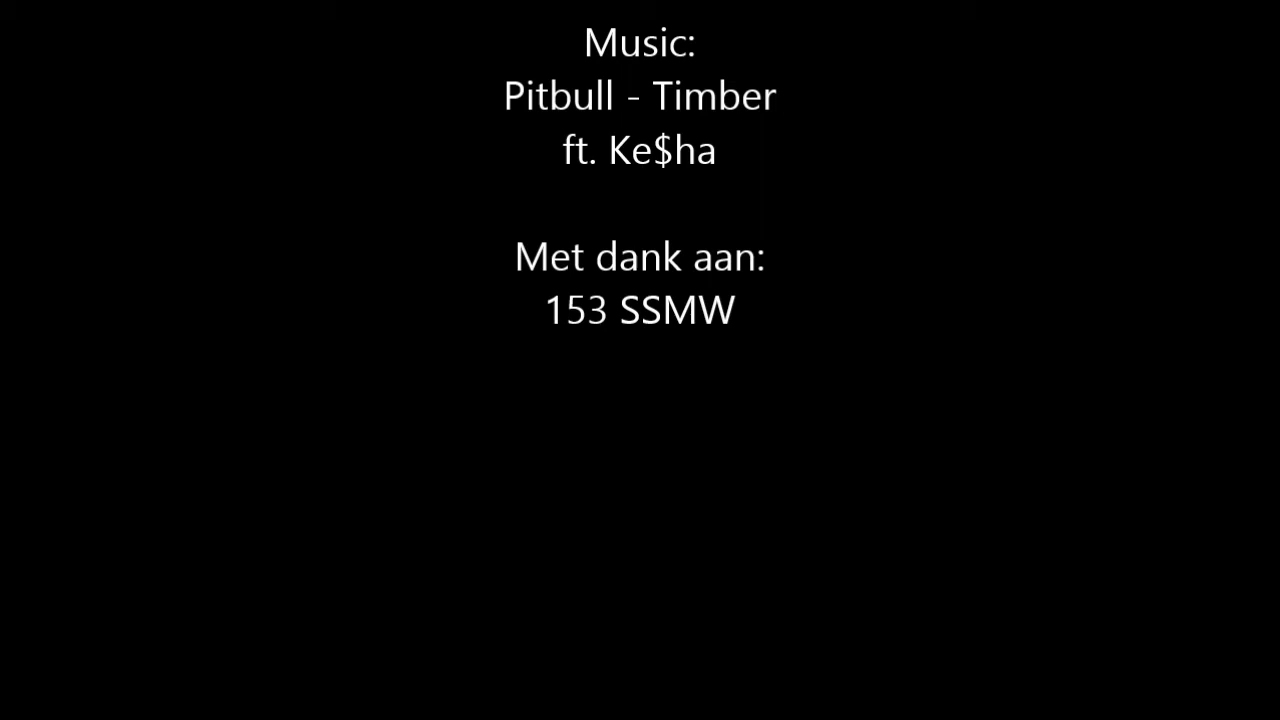 Music:
Pitbull - Timber
ft. Ke$ha
Met dank aan:
153 SSMW